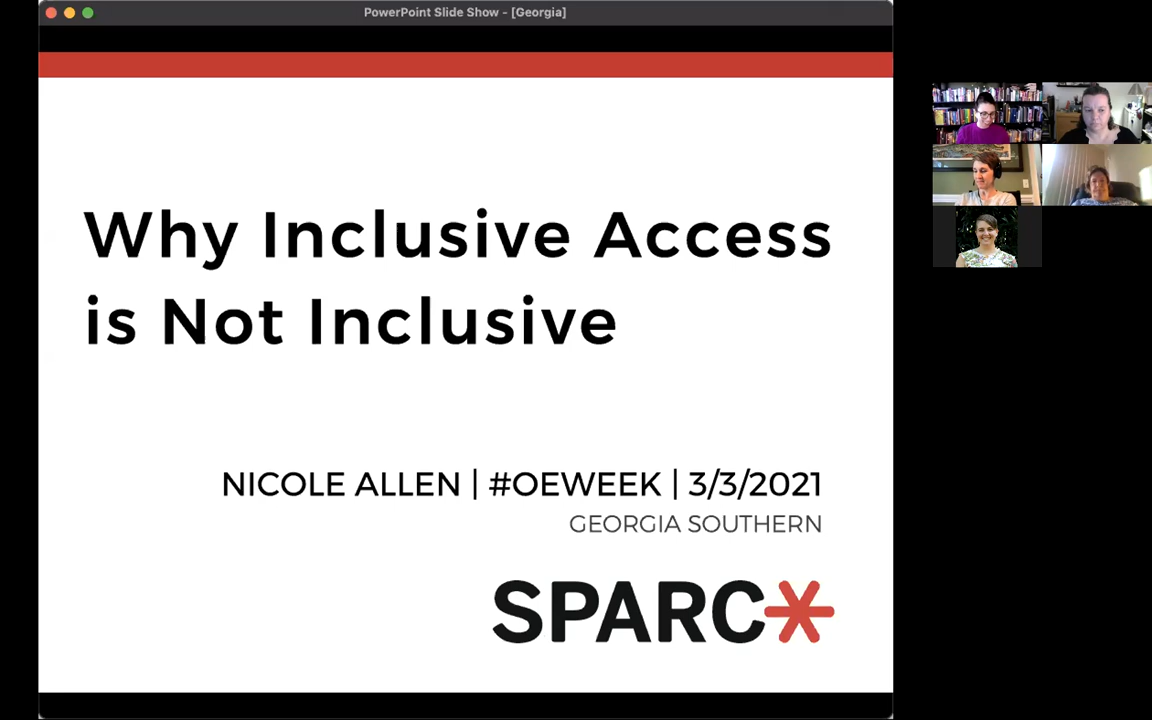 PowerPoint Slide Show - [Georgia]
Why Inclusive Access
is Not Inclusive
NICOLE ALLEN | #OEWEEK | 3/3/2021
GEORGIA SOUTHERN
SPARC*